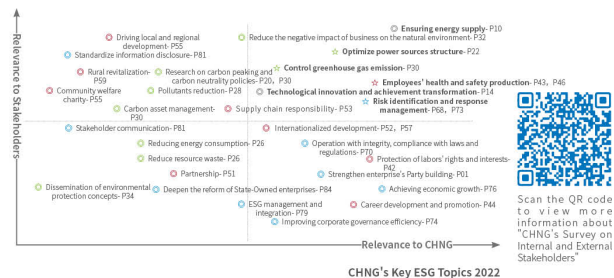 Relevance to Stakeholders
Ensuring energy supply- P10
Driving local and regional
development- P55
Reduce the negative impact of business on the natural environment- P32
Standardize information disclosure- P81
Optimize power sources structure- P22
Rural revitalization-
P59
Research on carbon peaking and
carbon neutrality policies- P20, P30
Control greenhouse gas emission- P30
Employees' health and safety production- P43, P46
Community welfare
charity- P55
Pollutants reduction- P28
Technological innovation and achievement transformation- P14
Carbon asset management-
P30
Supply chain responsibility- P53
Risk identification and response
management- P68, P73
Stakeholder communication- P81
Internationalized development- P52, P57
Reducing energy consumption- P26
Operation with integrity, compliance with laws and
regulations- P70
Reduce resource waste- P26
Protection of labors' rights and interests-
P42
Partnership- P51
Strengthen enterprise's Party building- P01
Dissemination of environmental
protection concepts- P34
Deepen the reform of State-Owned enterprises- P84
Achieving economic growth- P76
ESG management and
integration- P79
Career development and promotion- P44
Improving corporate governance efficiency- P74
Relevance to CHNG
Scan the QR code
to view more
information about
"CHNG's Survey on
Internal and External
Stakeholders"
CHNG's Key ESG Topics 2022